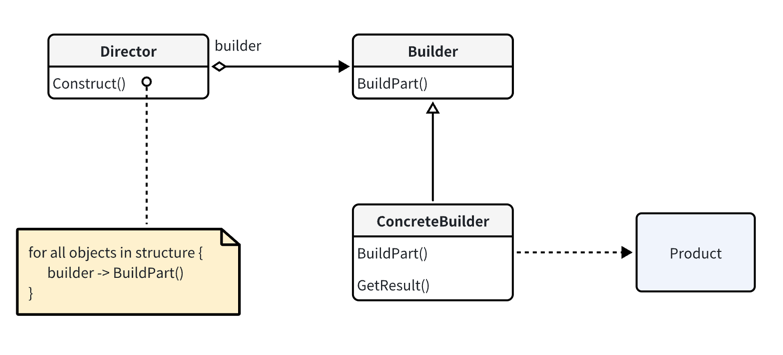 Director
Construct()
builder
Builder
BuildPart()
for all objects in structure {
builder -> BuildPart()
}
ConcreteBuilder
BuildPart()
GetResult()
Product